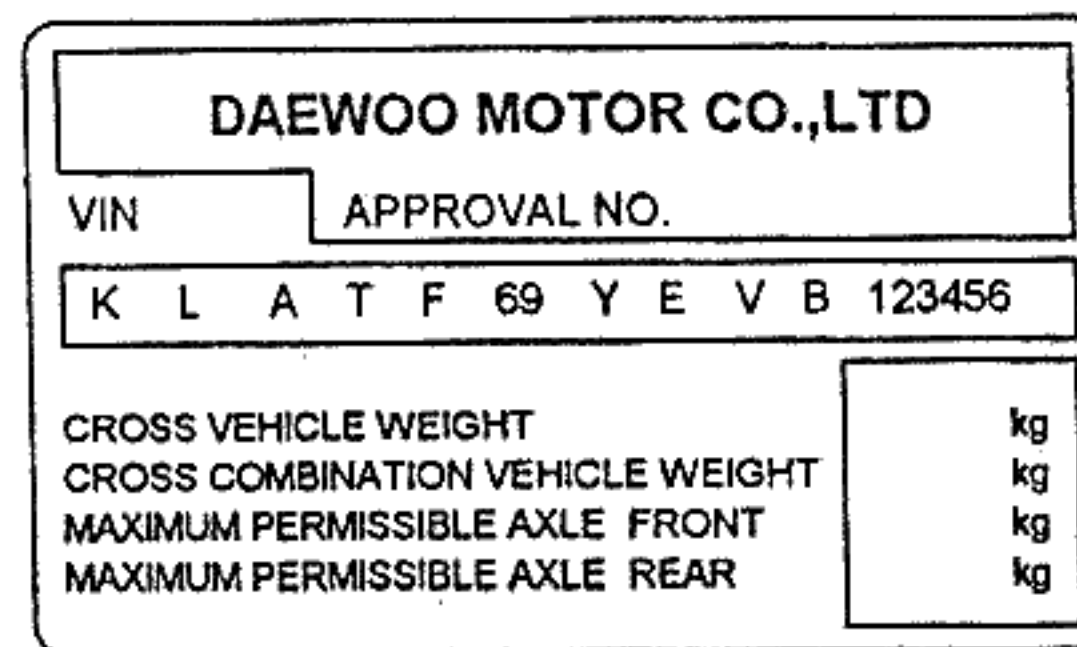 DAEWOO MOTOR CO.,LTD
VIN APPROVAL NO.
K L A T F 69 Y E V B 123456
CROSS VEHICLE WEIGHT kg
CROSS COMBINATION VEHICLE WEIGHT kg
MAXIMUM PERMISSIBLE AXLE FRONT kg
MAXIMUM PERMISSIBLE AXLE REAR kg